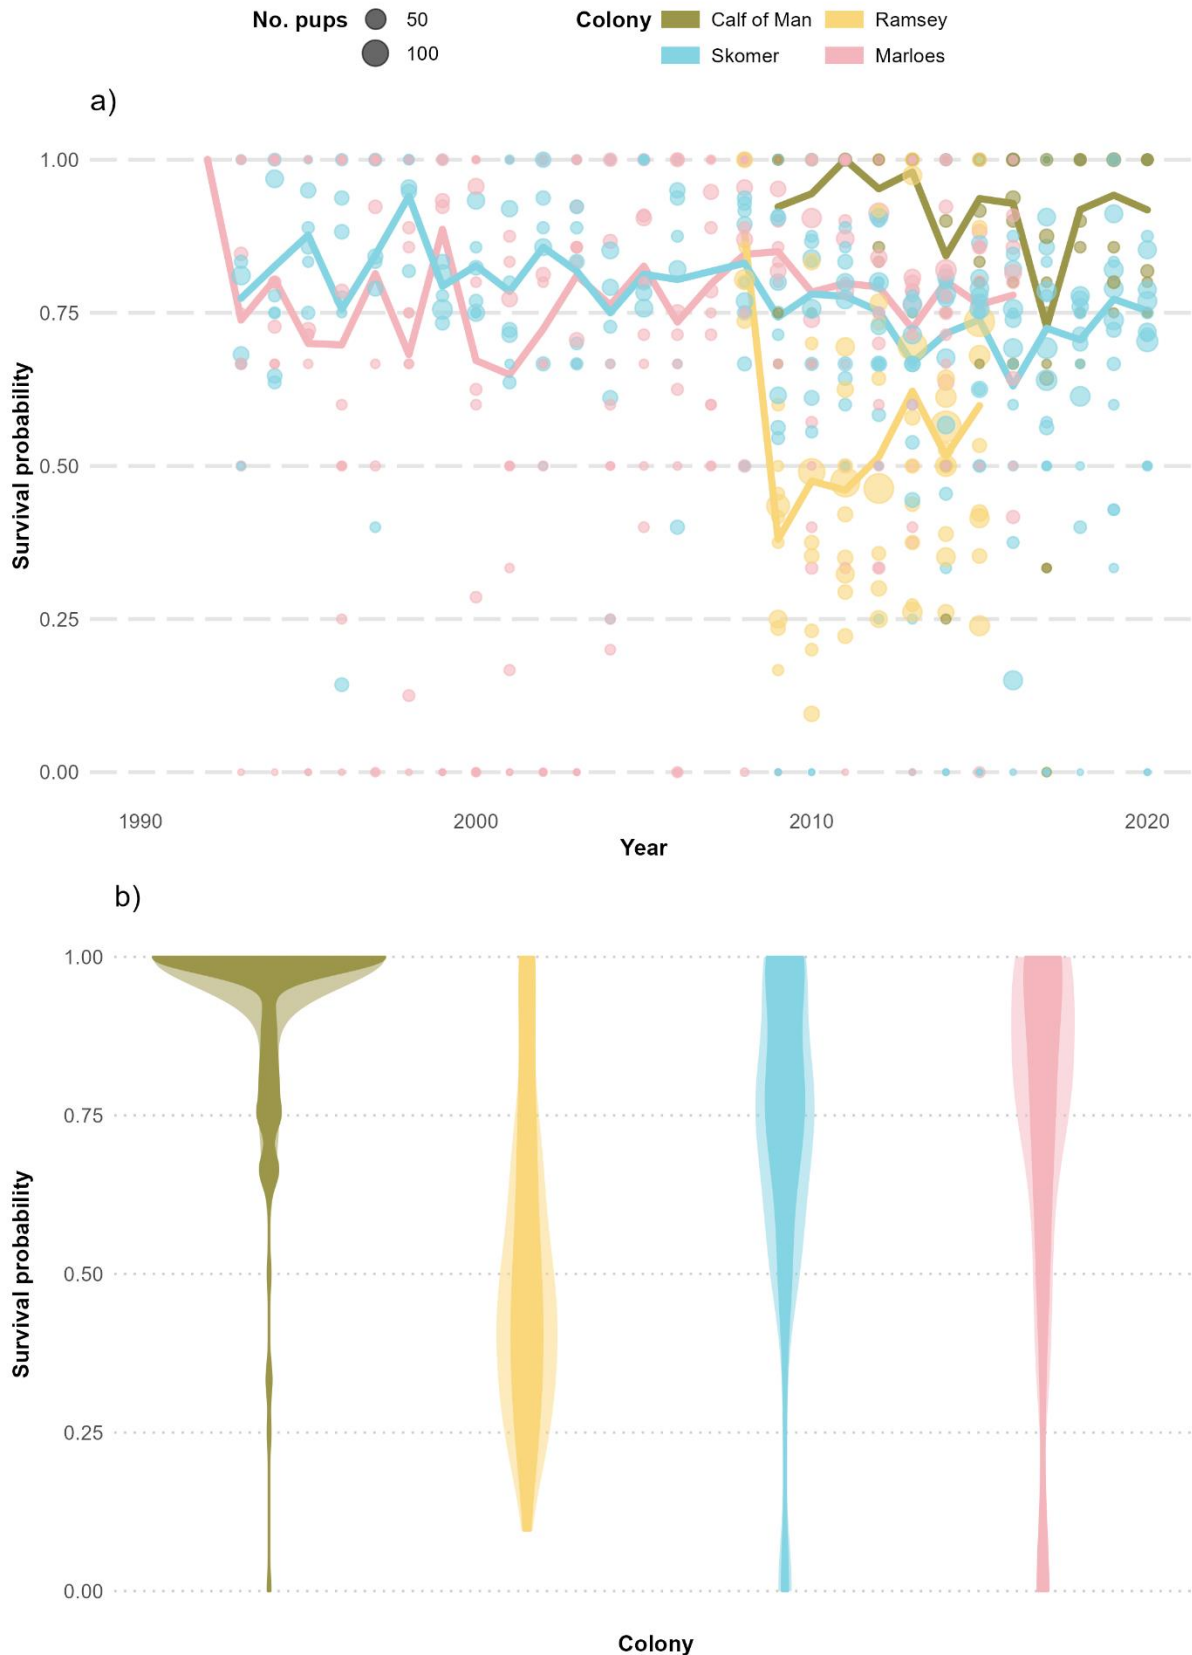 No. pups 50 Colony Calf of Man Ramsey
100 Skomer Marloes
a)
1.00
0.75
0.50
0.25
0.00
Survival probability
1990 2000 2010 2020
Year
b)
1.00
0.75
0.50
0.25
0.00
Survival probability
Colony